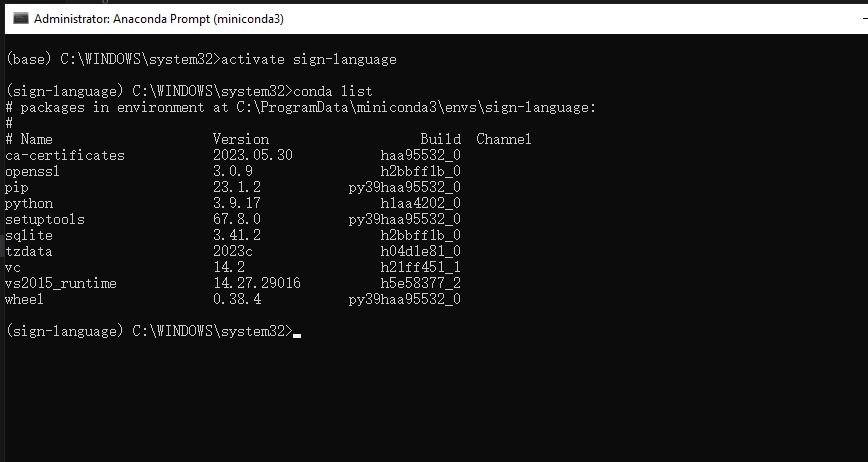 Administrator: Anaconda Prompt (miniconda3)
(base) C:\WINDOWS\system32>activate sign-language
(sign-language) C:\WINDOWS\system32>conda list
# packages in environment at C:\ProgramData\miniconda3\envs\sign-language:
#
# Name Version Build Channel
ca-certificates 2023.05.30 haa95532_0
openssl 3.0.9 h2bbff1b_0
pip 23.1.2 py39haa95532_0
python 3.9.17 h1aa4202_0
setuptools 67.8.0 py39haa95532_0
sqlite 3.41.2 h2bbff1b_0
tzdata 2023c h04d1e81_0
vc 14.2 h21ff451_1
vs2015_runtime 14.27.29016 h5e58377_2
wheel 0.38.4 py39haa95532_0
(sign-language) C:\WINDOWS\system32>